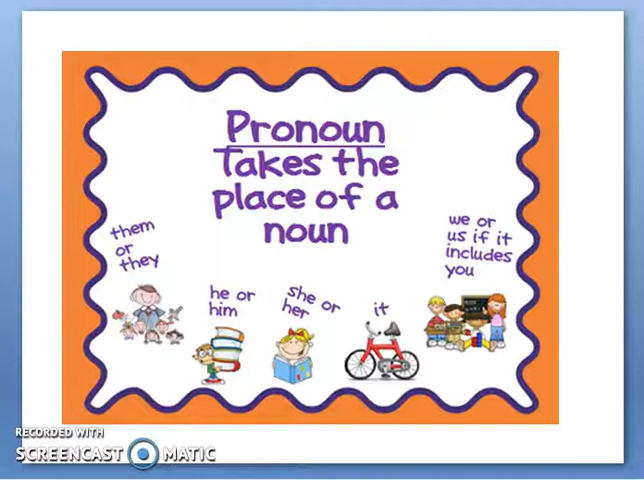 Pronoun
Takes the
place of a
noun
them
or
they
he or
him
she or
her
it
we or
us if it
includes
you
RECORDED WITH
SCREENCAST MATIC